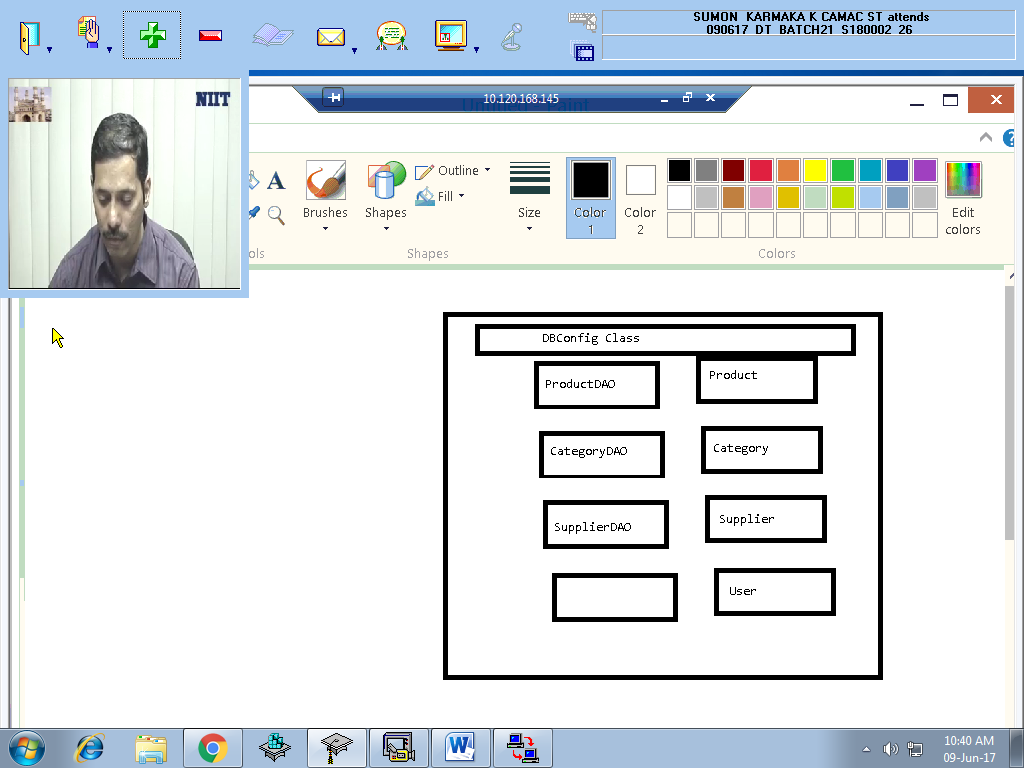 SUMON KARMAKA K CAMAC ST attends
090617 DT BATCH21 S180002 26
NIIT
10.120.168.145
Outline
Fill
Brushes
Shapes
Size
Color
1
Color
2
Edit
colors
ols
Shapes
Colors
DBConfig Class
ProductDAO
Product
CategoryDAO
Category
SupplierDAO
Supplier
User
10:40 AM
09-Jun-17